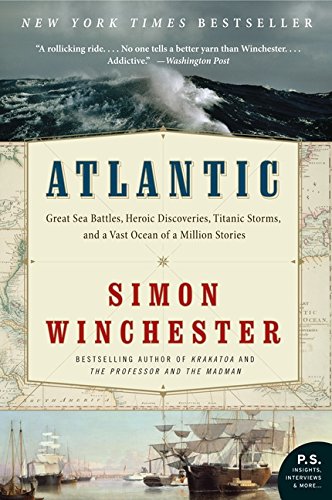 NEW YORK TIMES BESTSELLER
“A rollicking ride. . . . No one tells a better yarn than Winchester. . . .
Addictive.” —Washington Post
ATLANTIC
Great Sea Battles, Heroic Discoveries, Titanic Storms,
and a Vast Ocean of a Million Stories
SIMON
WINCHESTER
BESTSELLING AUTHOR OF KRAKATOA AND
THE PROFESSOR AND THE MADMAN
P.S.
INSIGHTS,
INTERVIEWS
& MORE...